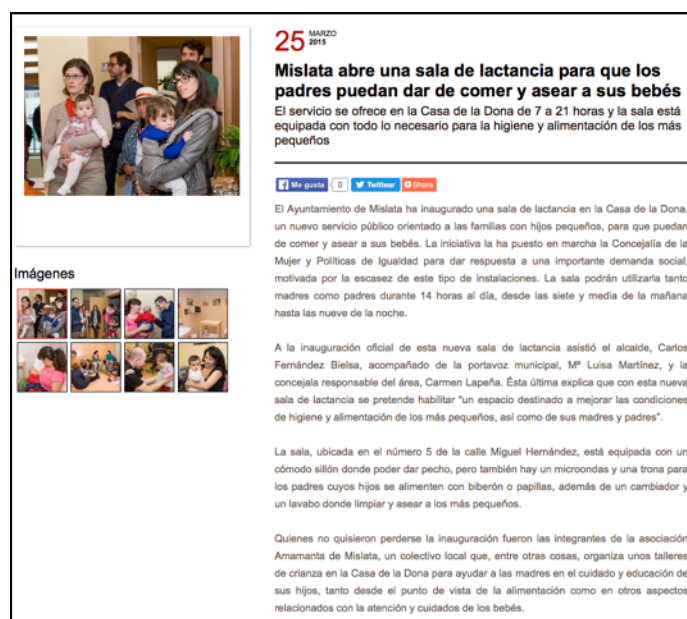 25 MARZO
2015
Mislata abre una sala de lactancia para que los
padres puedan dar de comer y asear a sus bebés
El servicio se ofrece en la Casa de la Dona de 7 a 21 horas y la sala está
equipada con todo lo necesario para la higiene y alimentación de los más
pequeños
Me gusta 0 Twittear Share
El Ayuntamiento de Mislata ha inaugurado una sala de lactancia en la Casa de la Dona,
un nuevo servicio público orientado a las familias con hijos pequeños, para que puedan
de comer y asear a sus bebés. La iniciativa la ha puesto en marcha la Concejalía de la
Mujer y Políticas de Igualdad para dar respuesta a una importante demanda social,
motivada por la escasez de este tipo de instalaciones. La sala podrán utilizarla tanto
madres como padres durante 14 horas al día, desde las siete y media de la mañana
hasta las nueve de la noche.
Imágenes
A la inauguración oficial de esta nueva sala de lactancia asistió el alcalde, Carlos
Fernández Bielsa, acompañado de la portavoz municipal, Mª Luisa Martínez, y la
concejala responsable del área, Carmen Lapeña. Ésta última explica que con esta nueva
sala de lactancia se pretende habilitar "un espacio destinado a mejorar las condiciones
de higiene y alimentación de los más pequeños, así como de sus madres y padres".
La sala, ubicada en el número 5 de la calle Miguel Hernández, está equipada con un
cómodo sillón donde poder dar pecho, pero también hay un microondas y una trona para
los padres cuyos hijos se alimenten con biberón o papillas, además de un cambiador y
un lavabo donde limpiar y asear a los más pequeños.
Quienes no quisieron perderse la inauguración fueron las integrantes de la asociación
Amamanta de Mislata, un colectivo local que, entre otras cosas, organiza unos talleres
de crianza en la Casa de la Dona para ayudar a las madres en el cuidado y educación de
sus hijos, tanto desde el punto de vista de la alimentación como en otros aspectos
relacionados con la atención y cuidados de los bebés.